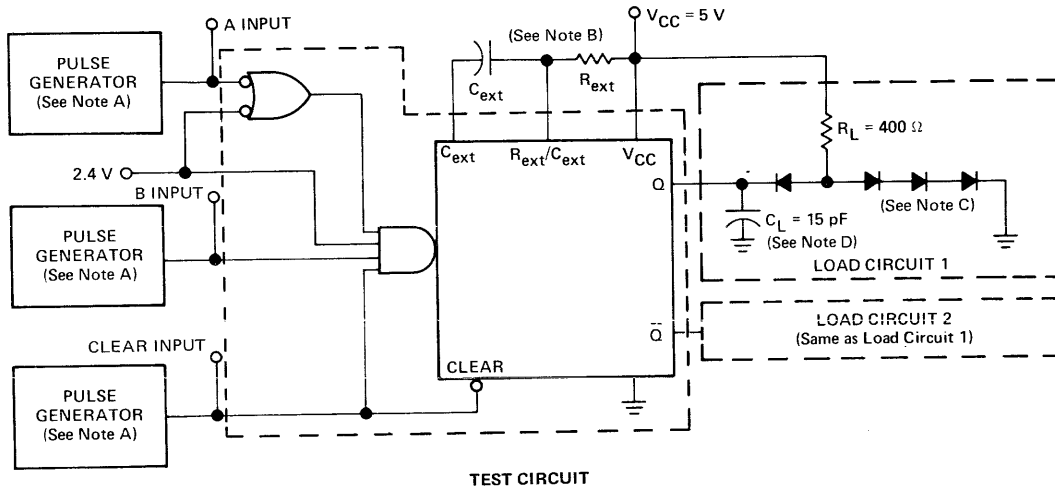 V_CC = 5 V
A INPUT
(See Note B)
PULSE
GENERATOR
(See Note A)
C_ext
R_ext
C_ext
R_ext/C_ext
V_CC
R_L = 400 Ω
2.4 V
B INPUT
Q
(See Note C)
PULSE
GENERATOR
(See Note A)
C_L = 15 pF
(See Note D)
LOAD CIRCUIT 1
LOAD CIRCUIT 2
(Same as Load Circuit 1)
Q̅
CLEAR INPUT
CLEAR
PULSE
GENERATOR
(See Note A)
TEST CIRCUIT